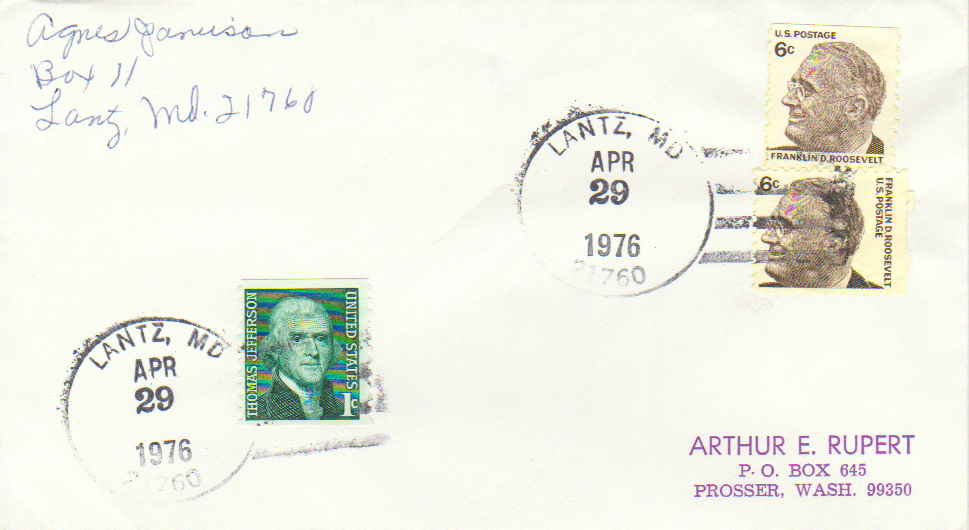 Agnes Jamison
Box 11
Lantz, Md. 21760
U.S. POSTAGE
6c
FRANKLIN D. ROOSEVELT
6c
FRANKLIN D. ROOSEVELT
U.S. POSTAGE
LANTZ, MD
APR
29
1976
21760
THOMAS JEFFERSON
UNITED STATES
1c
LANTZ, MD
APR
29
1976
21760
ARTHUR E. RUPERT
P. O. BOX 645
PROSSER, WASH. 99350